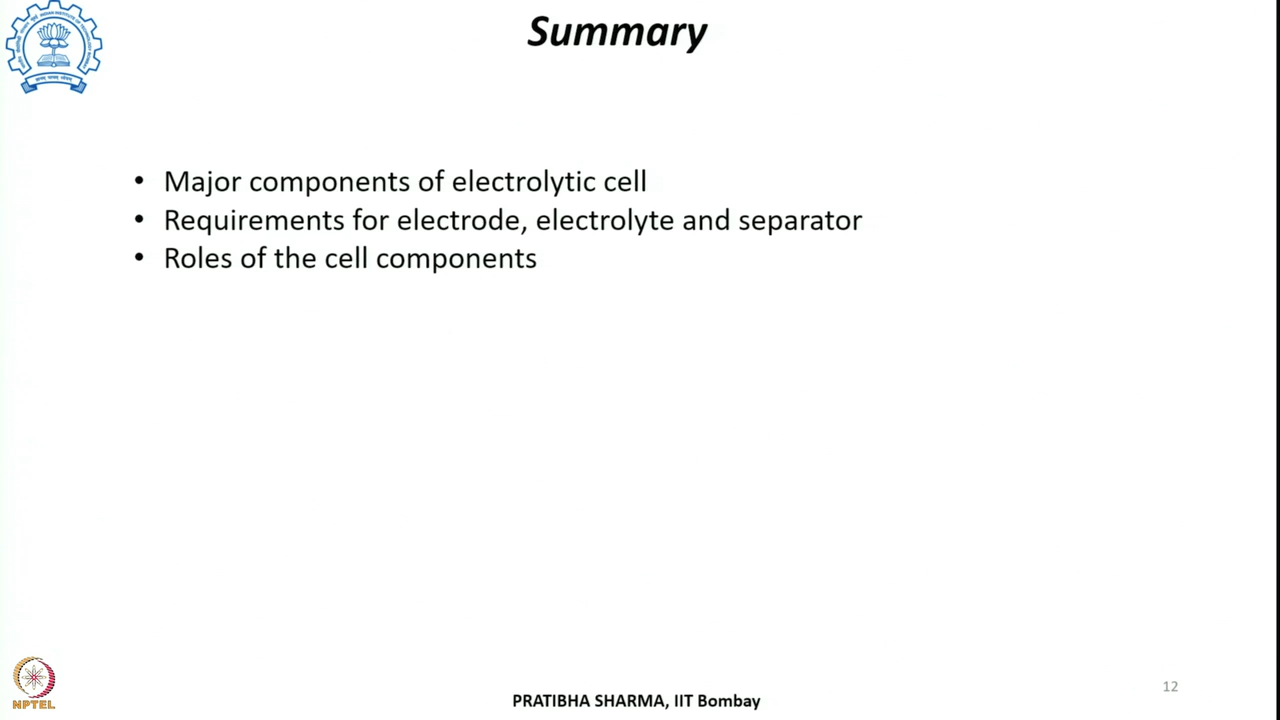 Summary
• Major components of electrolytic cell
• Requirements for electrode, electrolyte and separator
• Roles of the cell components
NPTEL
PRATIBHA SHARMA, IIT Bombay
12